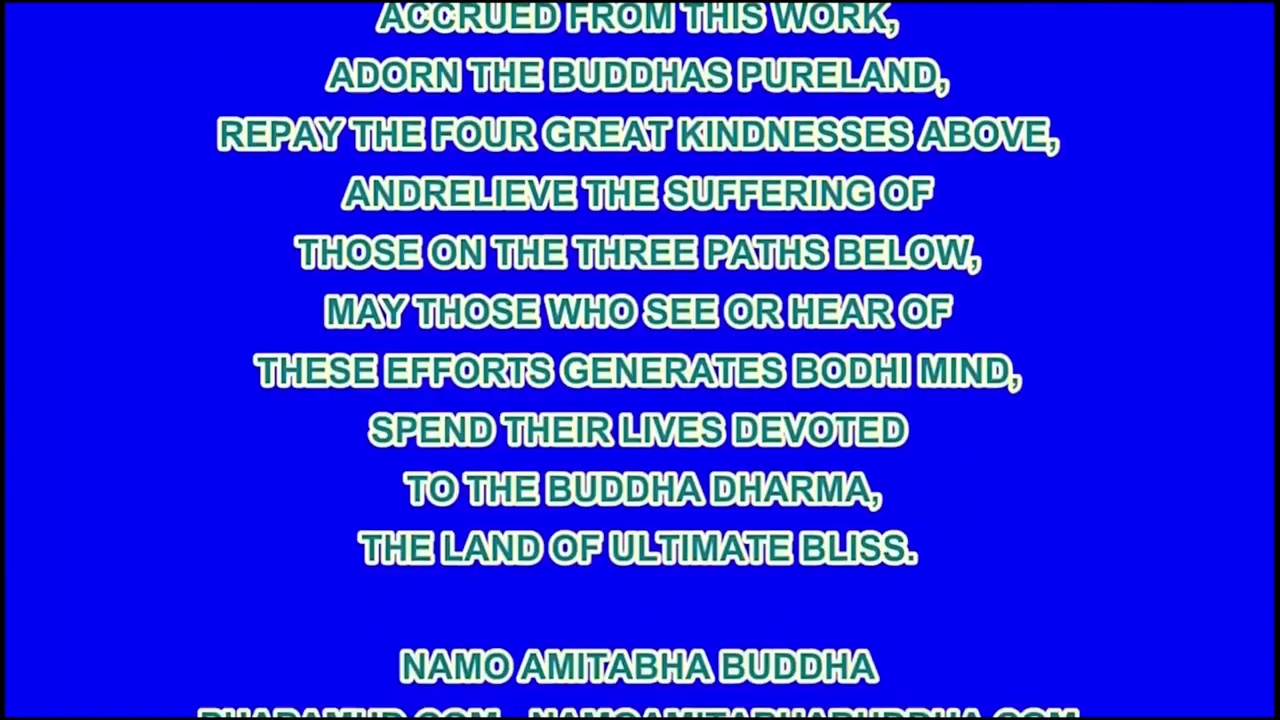 ACCRUED FROM THIS WORK,
ADORN THE BUDDHAS PURELAND,
REPAY THE FOUR GREAT KINDNESSES ABOVE,
ANDRELIEVE THE SUFFERING OF
THOSE ON THE THREE PATHS BELOW,
MAY THOSE WHO SEE OR HEAR OF
THESE EFFORTS GENERATES BODHI MIND,
SPEND THEIR LIVES DEVOTED
TO THE BUDDHA DHARMA,
THE LAND OF ULTIMATE BLISS.
NAMO AMITABHA BUDDHA